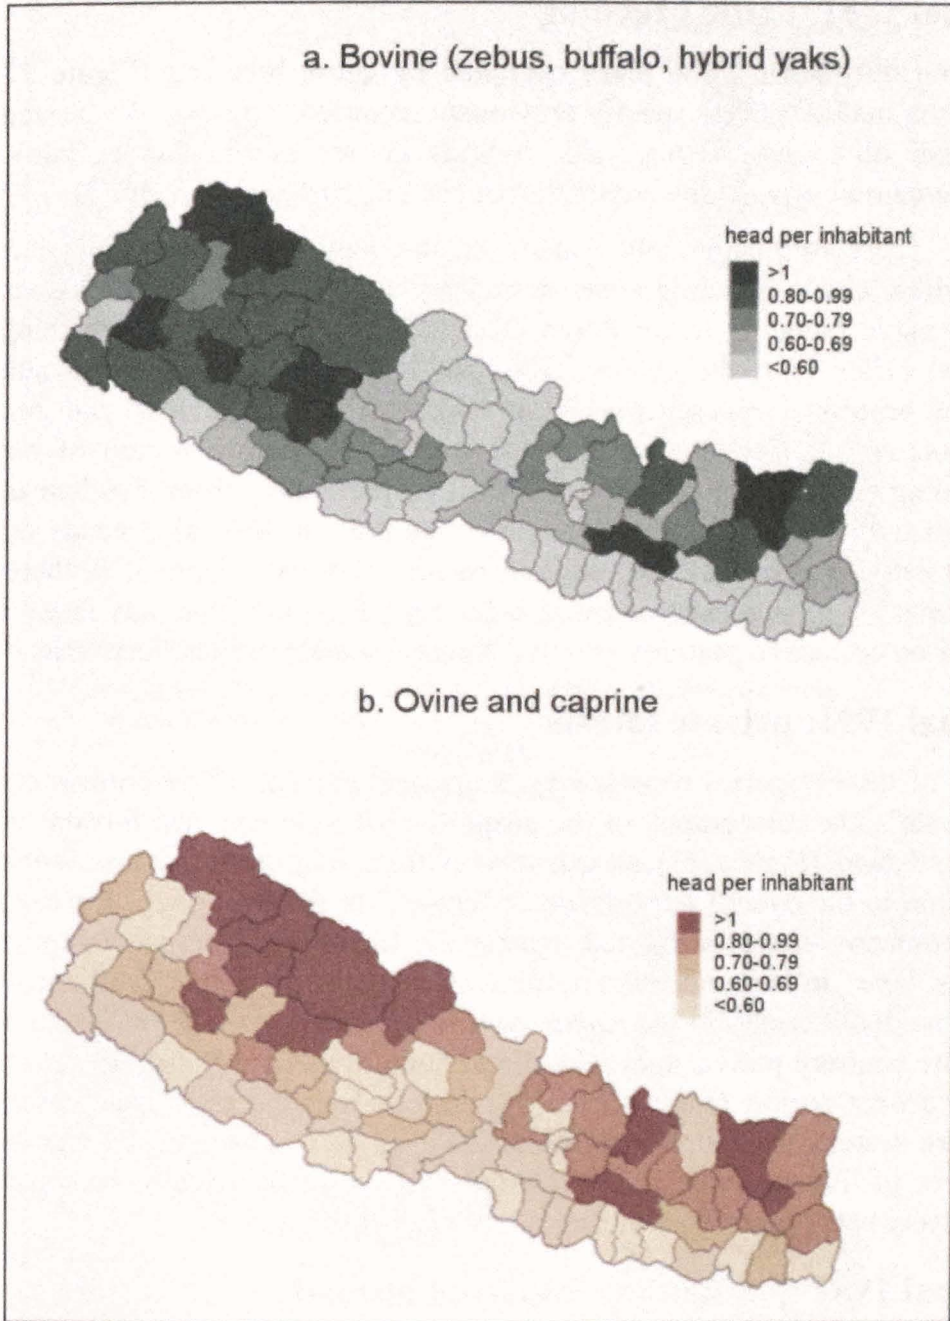 a. Bovine (zebus, buffalo, hybrid yaks)
head per inhabitant
>1
0.80-0.99
0.70-0.79
0.60-0.69
<0.60
b. Ovine and caprine
head per inhabitant
>1
0.80-0.99
0.70-0.79
0.60-0.69
<0.60